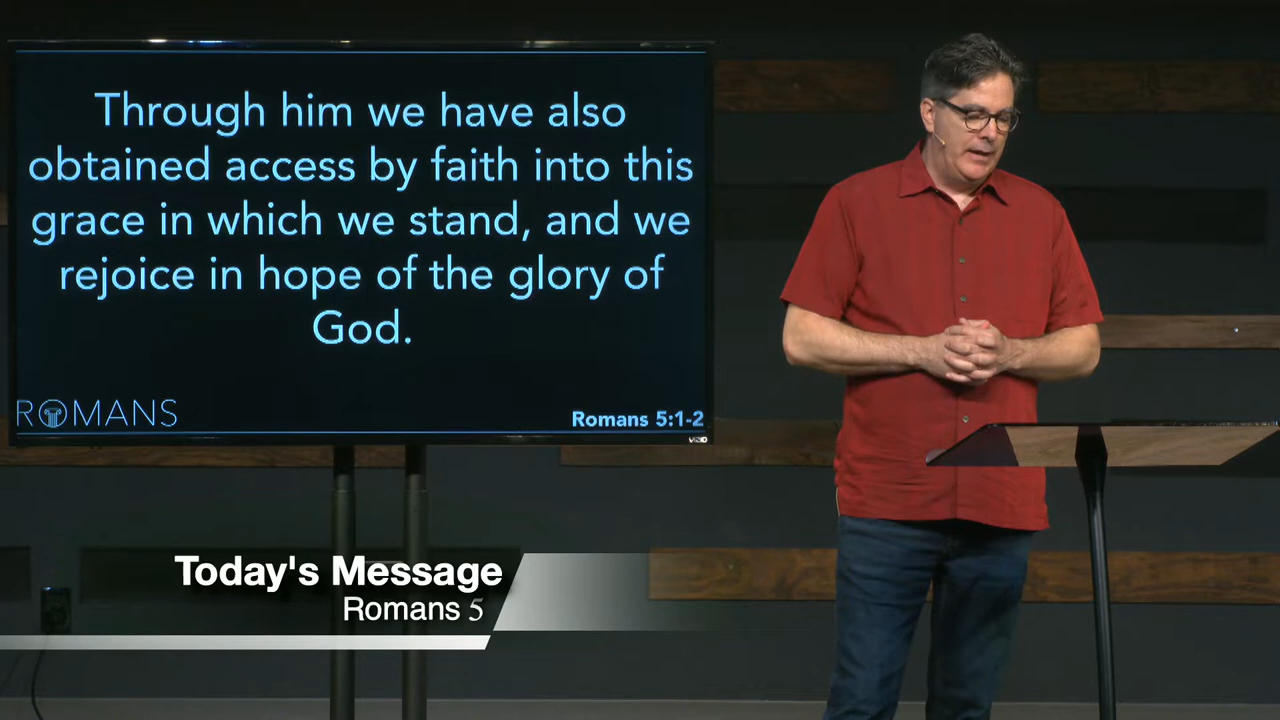 Through him we have also
obtained access by faith into this
grace in which we stand, and we
rejoice in hope of the glory of
God.
ROMANS
Romans 5:1-2
VIZIO
Today's Message
Romans 5